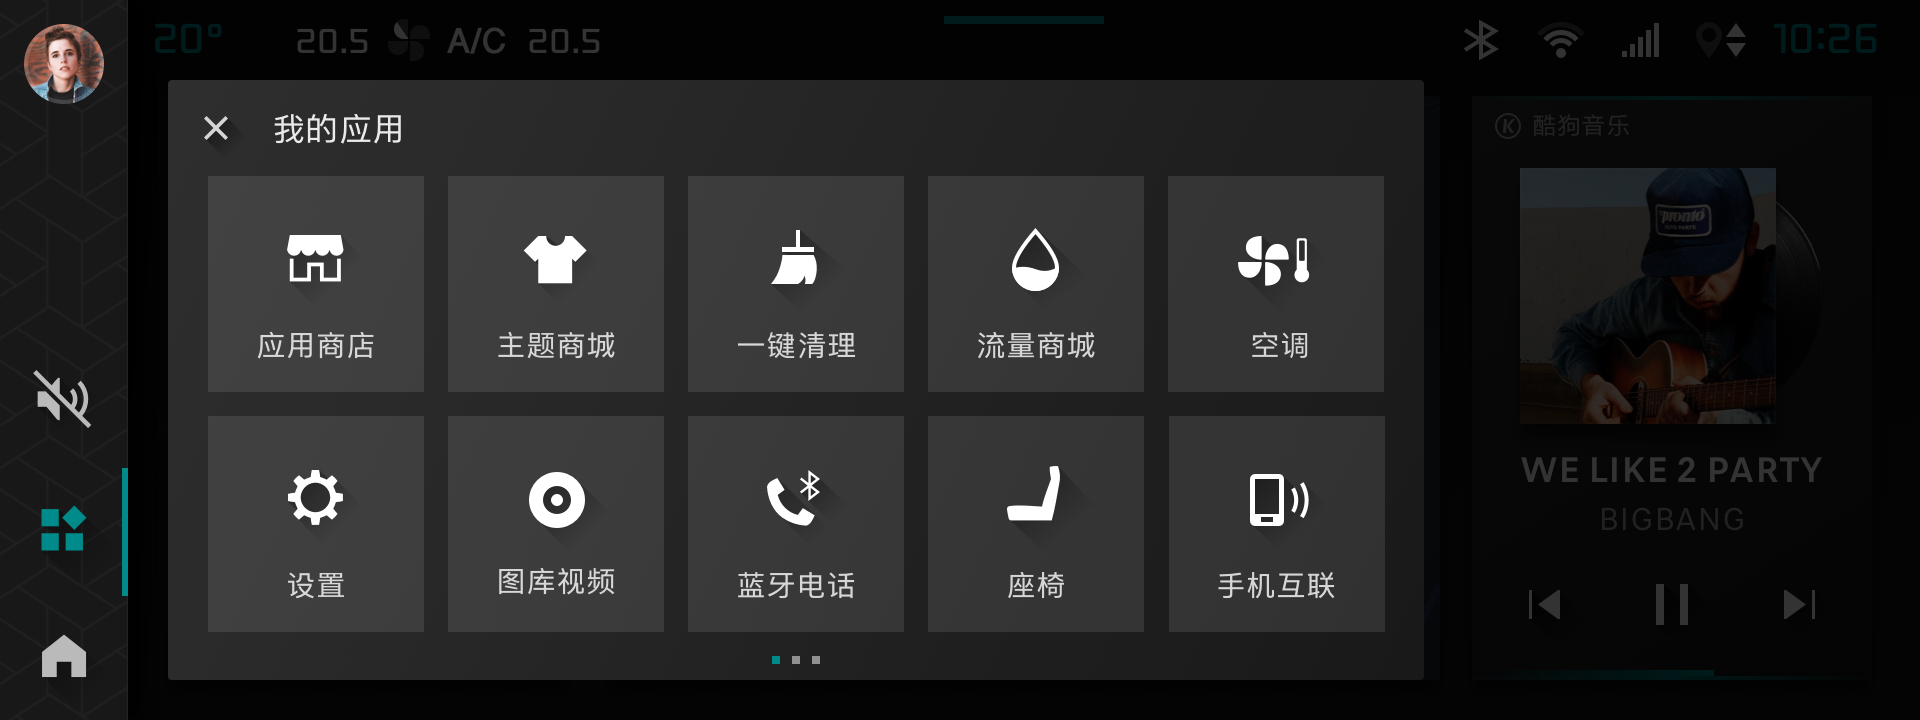 20°
20.5
A/C
20.5
10:26
我的应用
应用商店
主题商城
一键清理
流量商城
空调
设置
图库视频
蓝牙电话
座椅
手机互联
K 酷狗音乐
pronto
WE LIKE 2 PARTY
BIGBANG